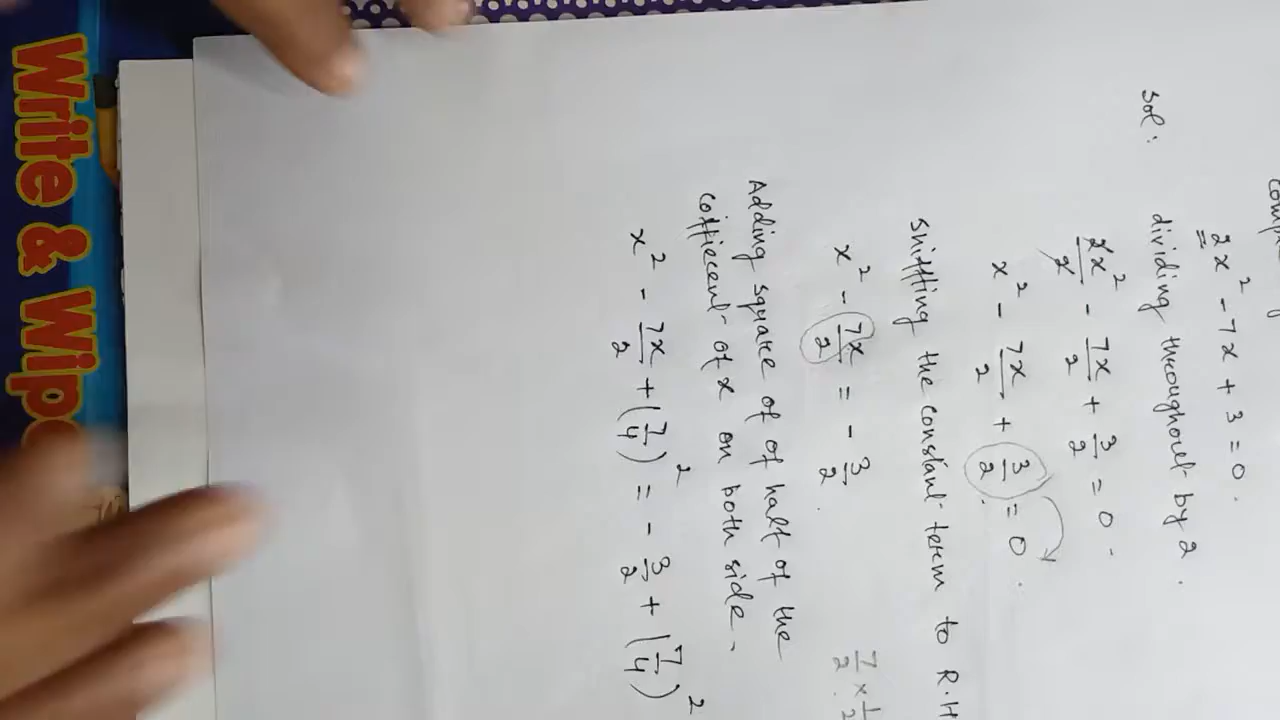 2x² - 7x + 3 = 0.
Sol: dividing throughout by 2.
2x²/2 - 7x/2 + 3/2 = 0.
x² - 7x/2 + 3/2 = 0.
Shiffting the constant term to R.H
x² - 7x/2 = - 3/2.
7/2 × 1/2
Adding square of of half of the
coffiecent of x on both side.
x² - 7x/2 + (7/4)² = - 3/2 + (7/4)²
Write & Wipe